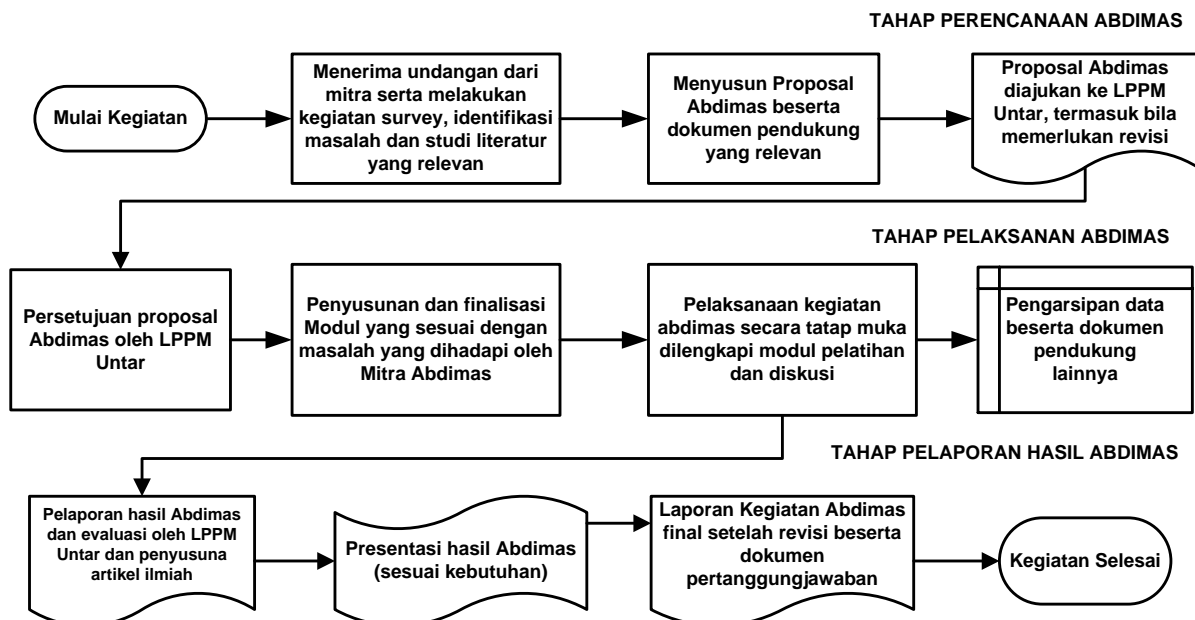 TAHAP PERENCANAAN ABDIMAS
Mulai Kegiatan
Menerima undangan dari
mitra serta melakukan
kegiatan survey, identifikasi
masalah dan studi literatur
yang relevan
Menyusun Proposal
Abdimas beserta
dokumen pendukung
yang relevan
Proposal Abdimas
diajukan ke LPPM
Untar, termasuk bila
memerlukan revisi
TAHAP PELAKSANAN ABDIMAS
Persetujuan proposal
Abdimas oleh LPPM
Untar
Penyusunan dan finalisasi
Modul yang sesuai dengan
masalah yang dihadapi oleh
Mitra Abdimas
Pelaksanaan kegiatan
abdimas secara tatap muka
dilengkapi modul pelatihan
dan diskusi
Pengarsipan data
beserta dokumen
pendukung
lainnya
TAHAP PELAPORAN HASIL ABDIMAS
Pelaporan hasil Abdimas
dan evaluasi oleh LPPM
Untar dan penyusuna
artikel ilmiah
Presentasi hasil Abdimas
(sesuai kebutuhan)
Laporan Kegiatan Abdimas
final setelah revisi beserta
dokumen
pertanggungjawaban
Kegiatan Selesai